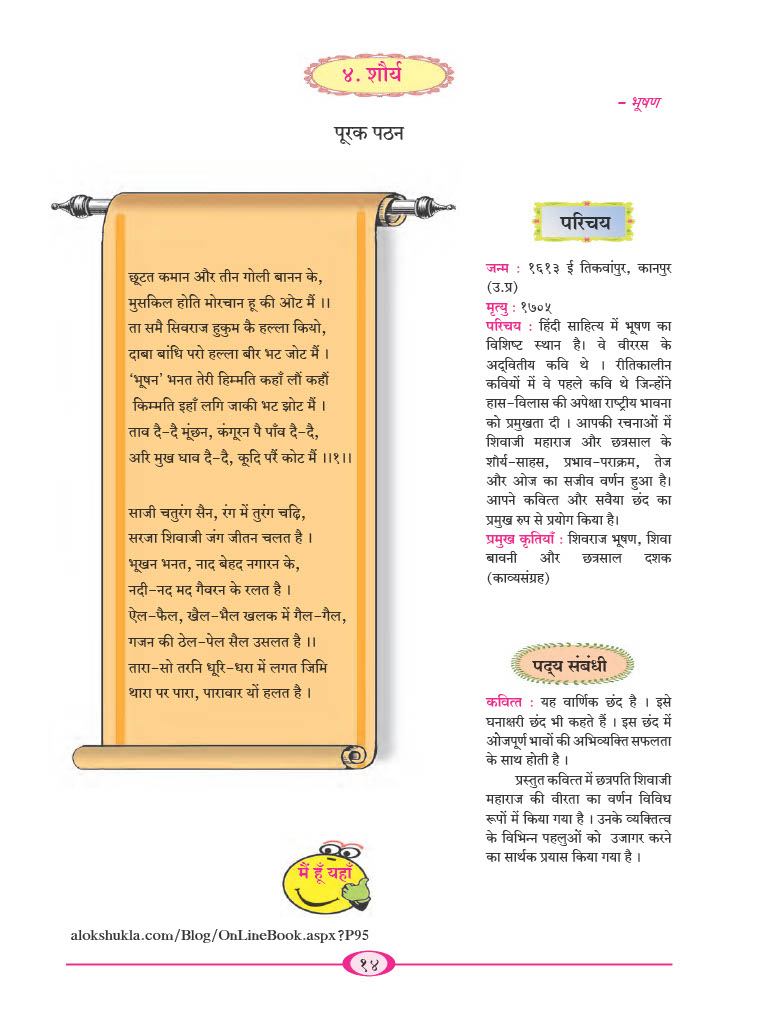 ४. शौर्य
– भूषण
पूरक पठन
छूटत कमान और तीन गोली बानन के,
मुसकिल होति मोरचान हू की ओट मैं ।।
ता समै सिवराज हुकुम कै हल्ला कियो,
दाबा बांधि परो हल्ला बीर भट जोट मैं ।
‘भूषन’ भनत तेरी हिम्मति कहाँ लौं कहौं
किम्मति इहाँ लगि जाकी भट झोट मैं ।
ताव दै–दै मूंछन, कंगूरन पै पाँव दै–दै,
अरि मुख घाव दै–दै, कूदि परैं कोट मैं ।।१।।
साजी चतुरंग सैन, रंग में तुरंग चढ़ि,
सरजा शिवाजी जंग जीतन चलत है ।
भूखन भनत, नाद बेहद नगारन के,
नदी–नद मद गैवरन के रलत है ।
ऐल–फैल, खैल–भैल खलक में गैल–गैल,
गजन की ठेल–पेल सैल उसलत है ।।
तारा–सो तरनि धूरि–धरा में लगत जिमि
थारा पर पारा, पारावार यों हलत है ।
परिचय
जन्म : १६१३ ई तिकवांपुर, कानपुर
(उ.प्र)
मृत्यु : १७०५
परिचय : हिंदी साहित्य में भूषण का
विशिष्ट स्थान है। वे वीररस के
अद्‌वितीय कवि थे । रीतिकालीन
कवियों में वे पहले कवि थे जिन्होंने
हास–विलास की अपेक्षा राष्ट्रीय भावना
को प्रमुखता दी । आपकी रचनाओं में
शिवाजी महाराज और छत्रसाल के
शौर्य–साहस, प्रभाव–पराक्रम, तेज
और ओज का सजीव वर्णन हुआ है।
आपने कवित्त और सवैया छंद का
प्रमुख रुप से प्रयोग किया है।
प्रमुख कृतियाँ : शिवराज भूषण, शिवा
बावनी और छत्रसाल दशक
(काव्यसंग्रह)
पद्‌य संबंधी
कवित्त : यह वार्णिक छंद है । इसे
घनाक्षरी छंद भी कहते हैं । इस छंद में
ओजपूर्ण भावों की अभिव्यक्ति सफलता
के साथ होती है ।
प्रस्तुत कवित्त में छत्रपति शिवाजी
महाराज की वीरता का वर्णन विविध
रूपों में किया गया है । उनके व्यक्तित्व
के विभिन्न पहलुओं को उजागर करने
का सार्थक प्रयास किया गया है ।
मैं हूँ यहाँ
alokshukla.com/Blog/OnLineBook.aspx?P95
१४